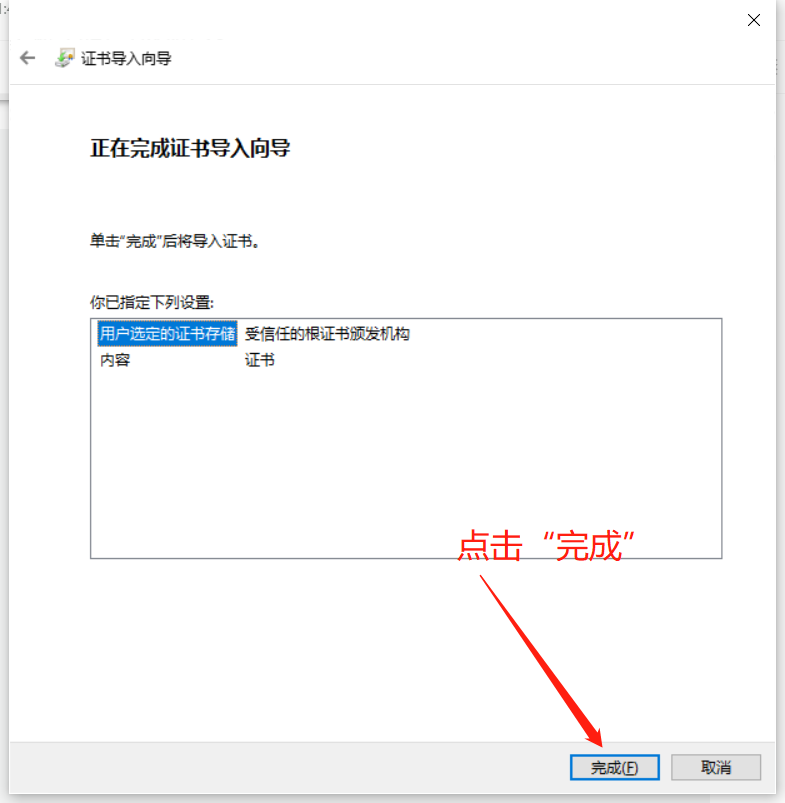 证书导入向导
正在完成证书导入向导
单击“完成”后将导入证书。
你已指定下列设置:
用户选定的证书存储 受信任的根证书颁发机构
内容 证书
点击“完成”
完成(F) 取消